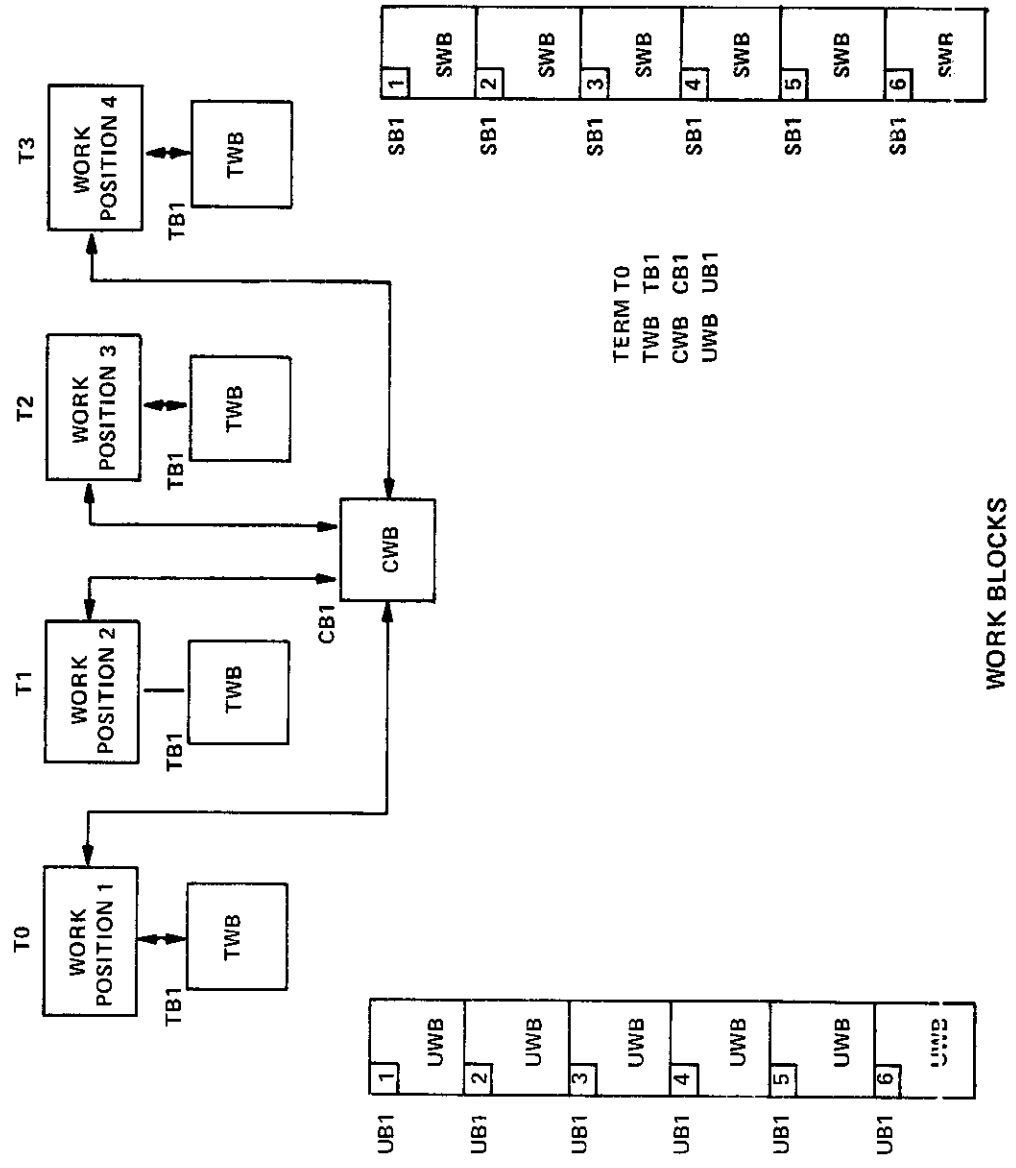 T0
WORK
POSITION 1
TB1
TWB
T1
WORK
POSITION 2
TB1
TWB
T2
WORK
POSITION 3
TB1
TWB
T3
WORK
POSITION 4
TB1
TWB
CB1
CWB
UB1
1
UWB
UB1
2
UWB
UB1
3
UWB
UB1
4
UWB
UB1
5
UWB
UB1
6
UWB
TERM T0
TWB TB1
CWB CB1
UWB UB1
SB1
1
SWB
SB1
2
SWB
SB1
3
SWB
SB1
4
SWB
SB1
5
SWB
SB1
6
SWB
WORK BLOCKS